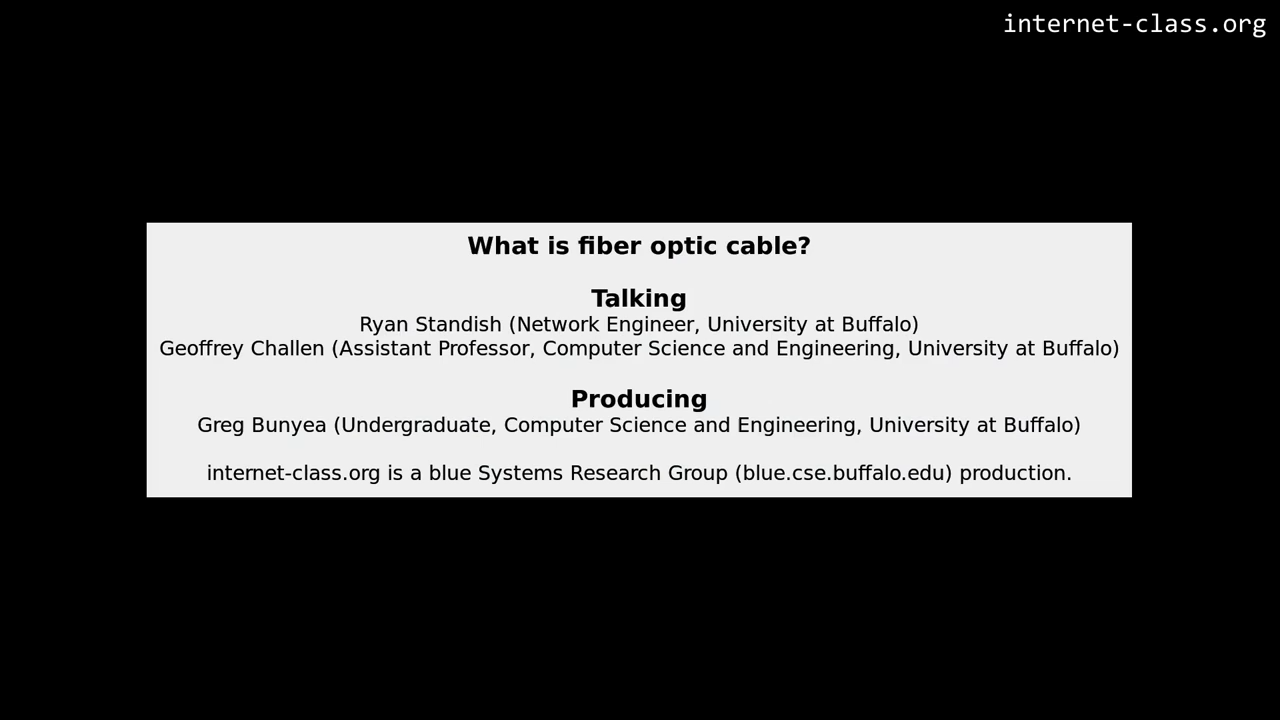 internet-class.org
What is fiber optic cable?
Talking
Ryan Standish (Network Engineer, University at Buffalo)
Geoffrey Challen (Assistant Professor, Computer Science and Engineering, University at Buffalo)
Producing
Greg Bunyea (Undergraduate, Computer Science and Engineering, University at Buffalo)
internet-class.org is a blue Systems Research Group (blue.cse.buffalo.edu) production.